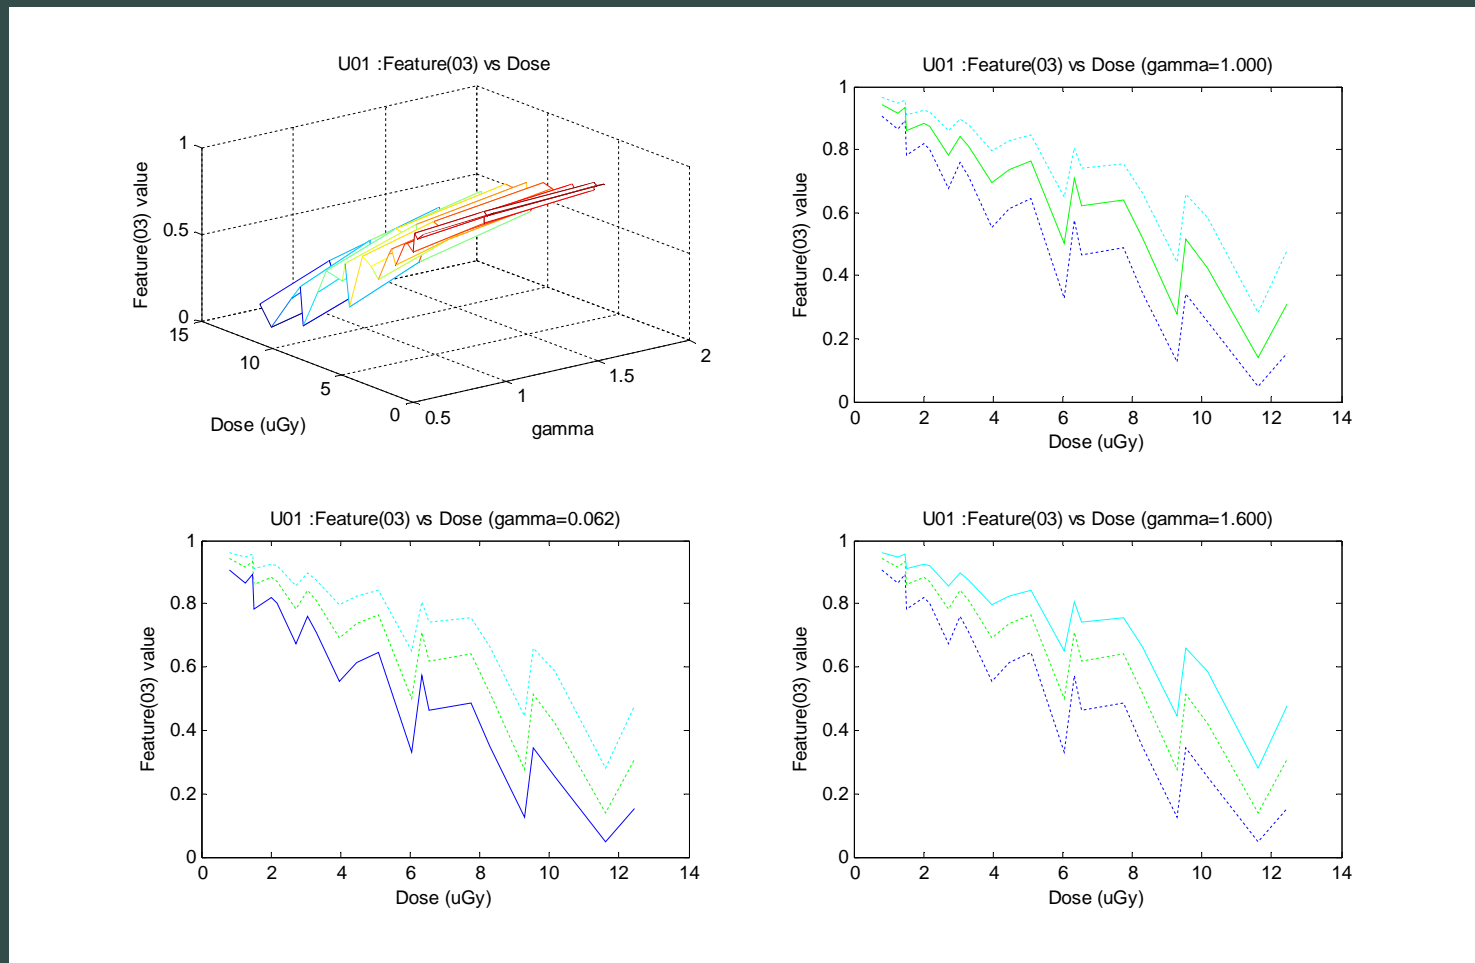 U01 :Feature(03) vs Dose
1
0.5
0
Feature(03) value
15
10
5
0
Dose (uGy)
0.5
1
1.5
2
gamma
U01 :Feature(03) vs Dose (gamma=1.000)
1
0.8
0.6
0.4
0.2
0
Feature(03) value
0 2 4 6 8 10 12 14
Dose (uGy)
U01 :Feature(03) vs Dose (gamma=0.062)
1
0.8
0.6
0.4
0.2
0
Feature(03) value
0 2 4 6 8 10 12 14
Dose (uGy)
U01 :Feature(03) vs Dose (gamma=1.600)
1
0.8
0.6
0.4
0.2
0
Feature(03) value
0 2 4 6 8 10 12 14
Dose (uGy)